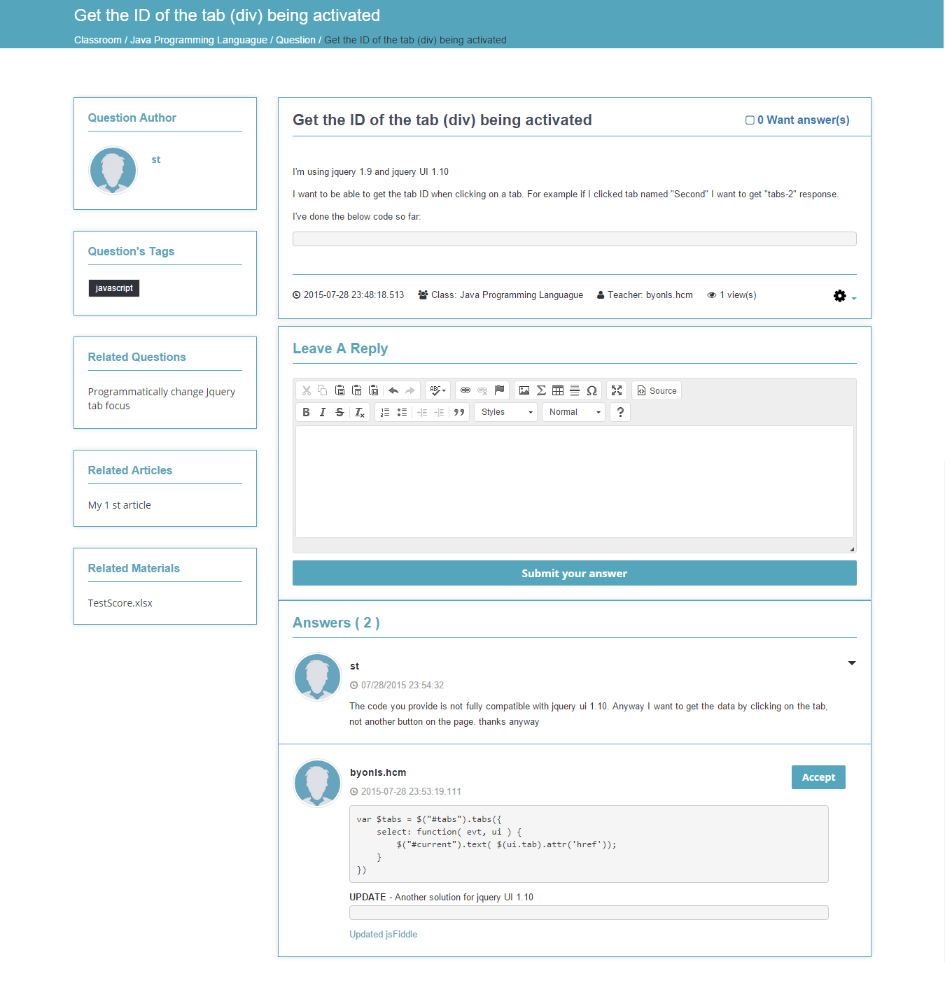 Get the ID of the tab (div) being activated
Classroom / Java Programming Languague / Question / Get the ID of the tab (div) being activated
Question Author
st
Question's Tags
javascript
Related Questions
Programmatically change Jquery
tab focus
Related Articles
My 1 st article
Related Materials
TestScore.xlsx
Get the ID of the tab (div) being activated
0 Want answer(s)
I'm using jquery 1.9 and jquery UI 1.10
I want to be able to get the tab ID when clicking on a tab. For example if I clicked tab named "Second" I want to get "tabs-2" response.
I've done the below code so far:
2015-07-28 23:48:18.513 Class: Java Programming Languague Teacher: byonls.hcm 1 view(s)
Leave A Reply
ABC Ω Source
B I S Tx Styles Normal ?
Submit your answer
Answers ( 2 )
st
07/28/2015 23:54:32
The code you provide is not fully compatible with jquery ui 1.10. Anyway I want to get the data by clicking on the tab,
not another button on the page. thanks anyway
byonls.hcm
Accept
2015-07-28 23:53:19.111
var $tabs = $("#tabs").tabs({
    select: function( evt, ui ) {
        $("#current").text( $(ui.tab).attr('href'));
    }
})
UPDATE - Another solution for jquery UI 1.10
Updated jsFiddle